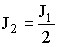 J₂ = J₁/2